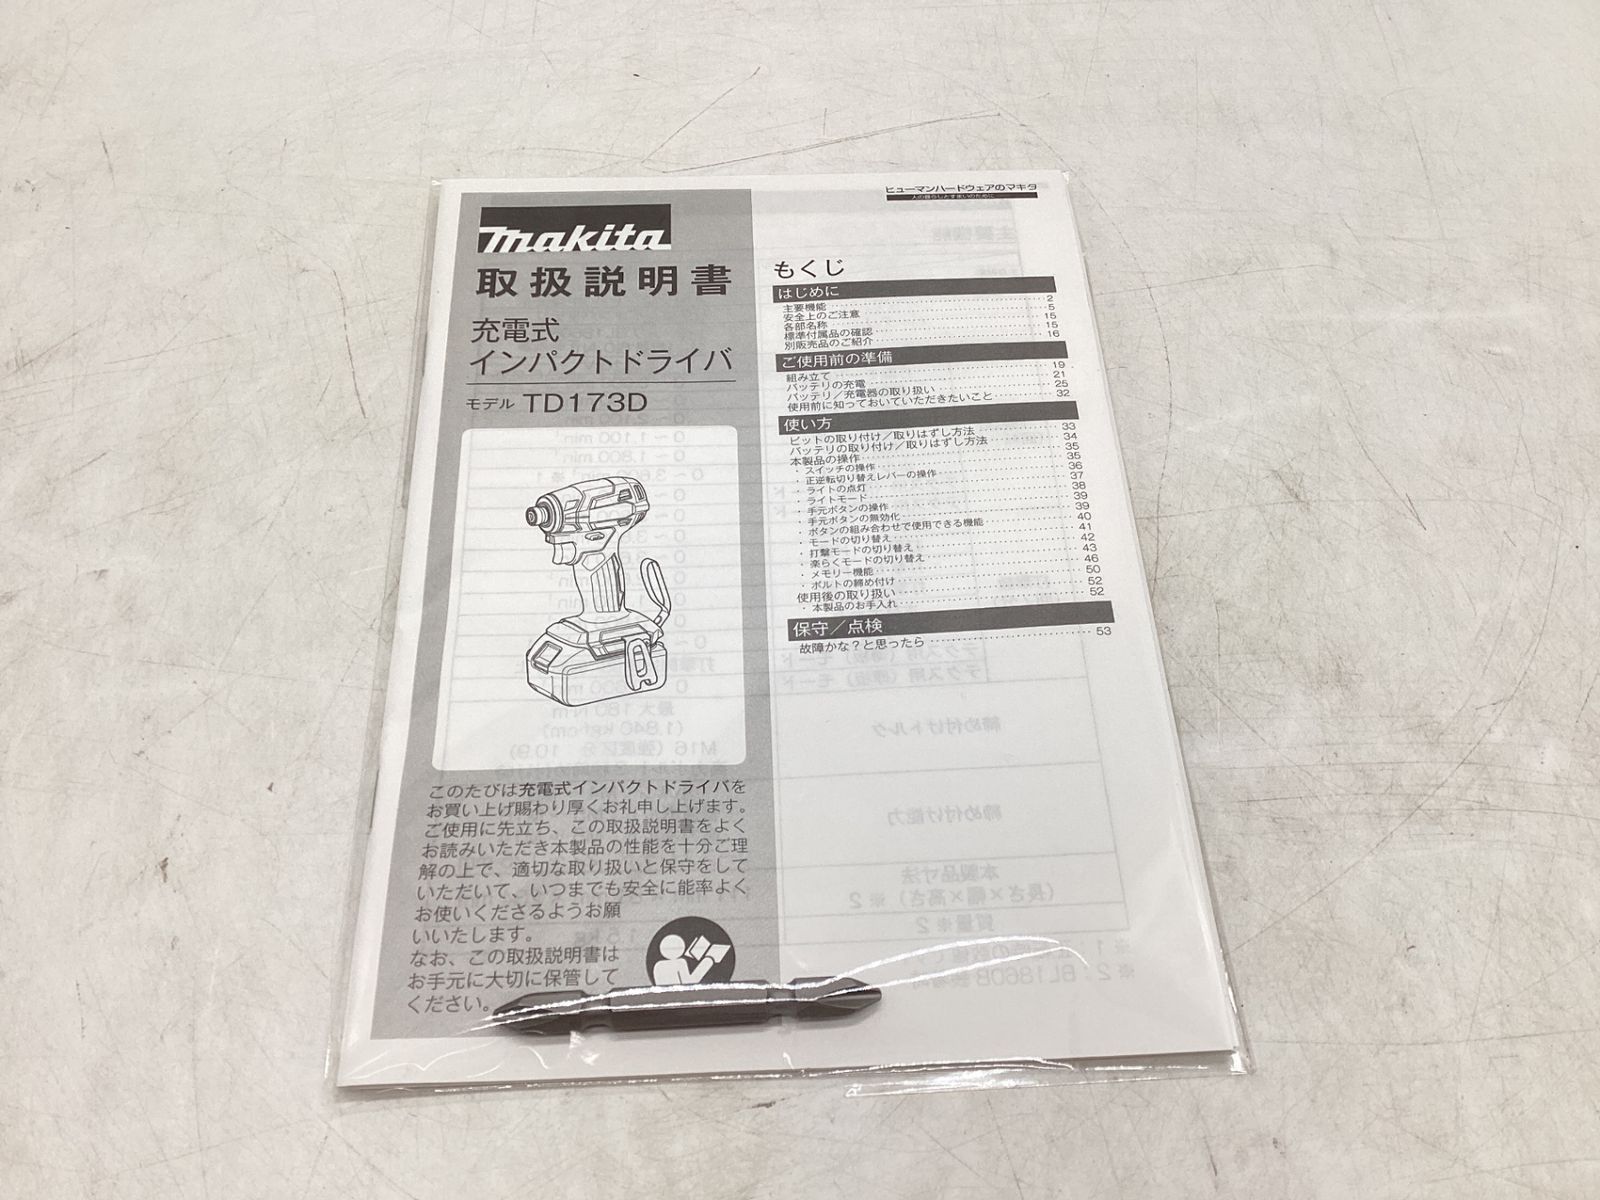 makita
取扱説明書
充電式
インパクトドライバ
モデル TD173D
このたびは充電式インパクトドライバを
お買い上げ賜わり厚くお礼申し上げます。
ご使用に先立ち、この取扱説明書をよく
お読みいただき本製品の性能を十分ご理
解の上で、適切な取り扱いと保守をして
いただいて、いつまでも安全に能率よく
お使いくださるようお願
いいたします。
なお、この取扱説明書は
お手元に大切に保管して
ください。
ヒューマンハードウェアのマキタ
人の暮らしとすまいのために
もくじ
はじめに
主要機能 2
安全上のご注意 5
各部名称 15
標準付属品の確認 15
別販売品のご紹介 16
ご使用前の準備
組み立て 19
バッテリの充電 21
バッテリ／充電器の取り扱い 25
使用前に知っておいていただきたいこと 32
使い方
ビットの取り付け／取りはずし方法 33
バッテリの取り付け／取りはずし方法 34
本製品の操作 35
・スイッチの操作 35
・正逆転切り替えレバーの操作 36
・ライトの点灯 37
・ライトモード 38
・手元ボタンの操作 39
・手元ボタンの無効化 39
・ボタンの組み合わせで使用できる機能 40
・モードの切り替え 41
・打撃モードの切り替え 42
・楽らくモードの切り替え 43
・メモリー機能 46
・ボルトの締め付け 50
使用後の取り扱い 52
・本製品のお手入れ 52
保守／点検
故障かな？と思ったら 53